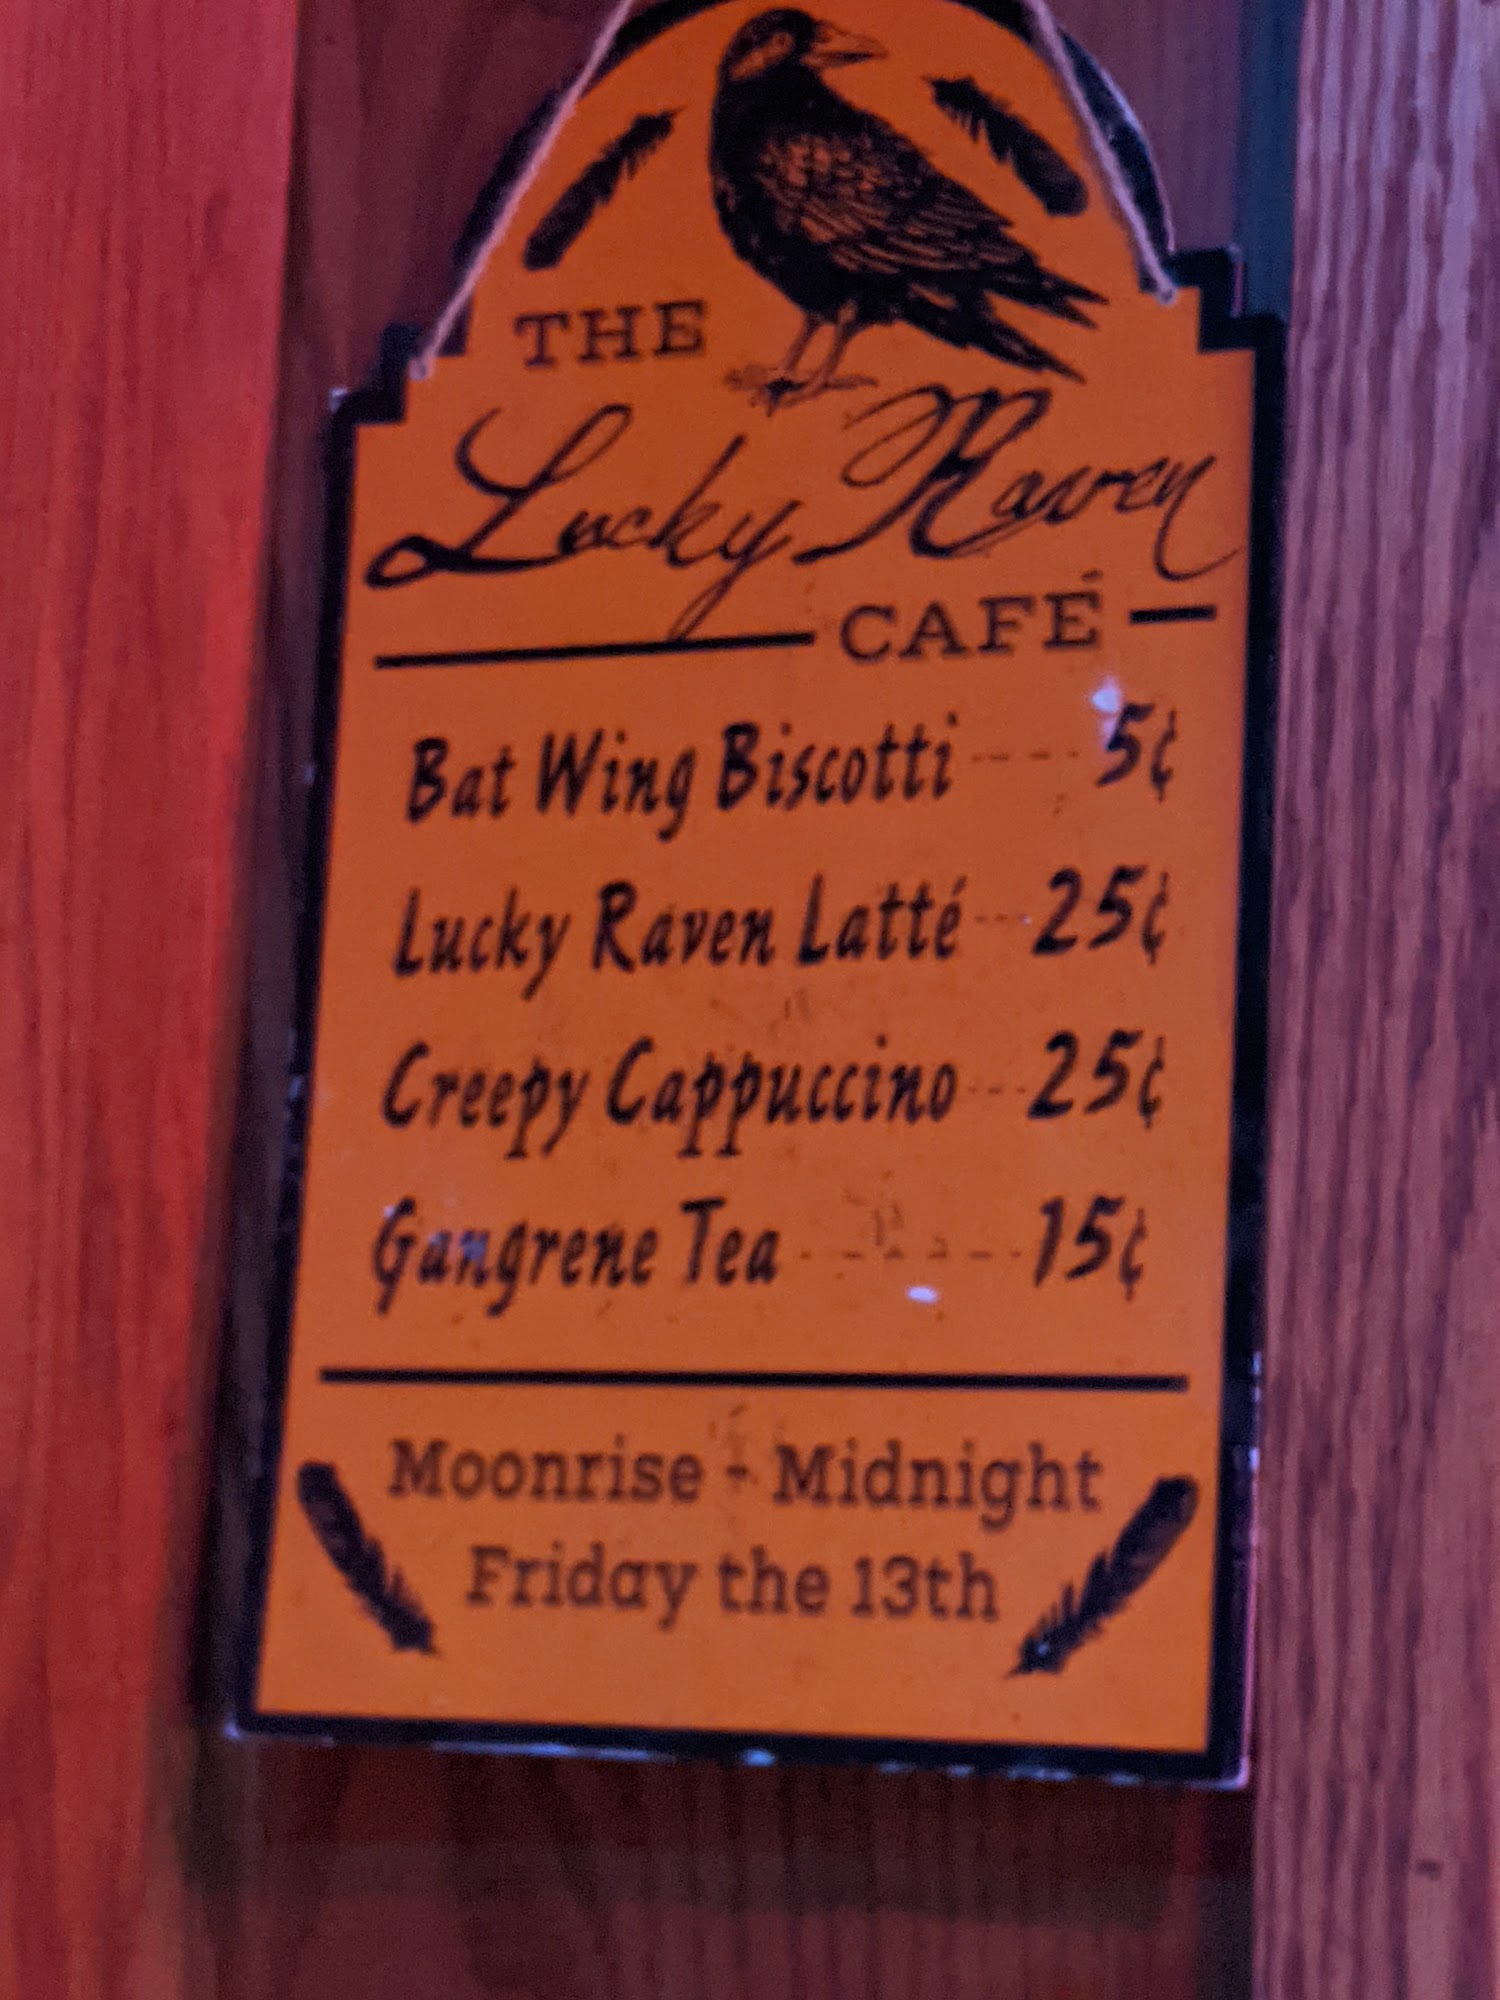 THE
Lucky Raven
CAFÉ
Bat Wing Biscotti ---- 5¢
Lucky Raven Latté --- 25¢
Creepy Cappuccino --- 25¢
Gangrene Tea ------ 15¢
Moonrise - Midnight
Friday the 13th